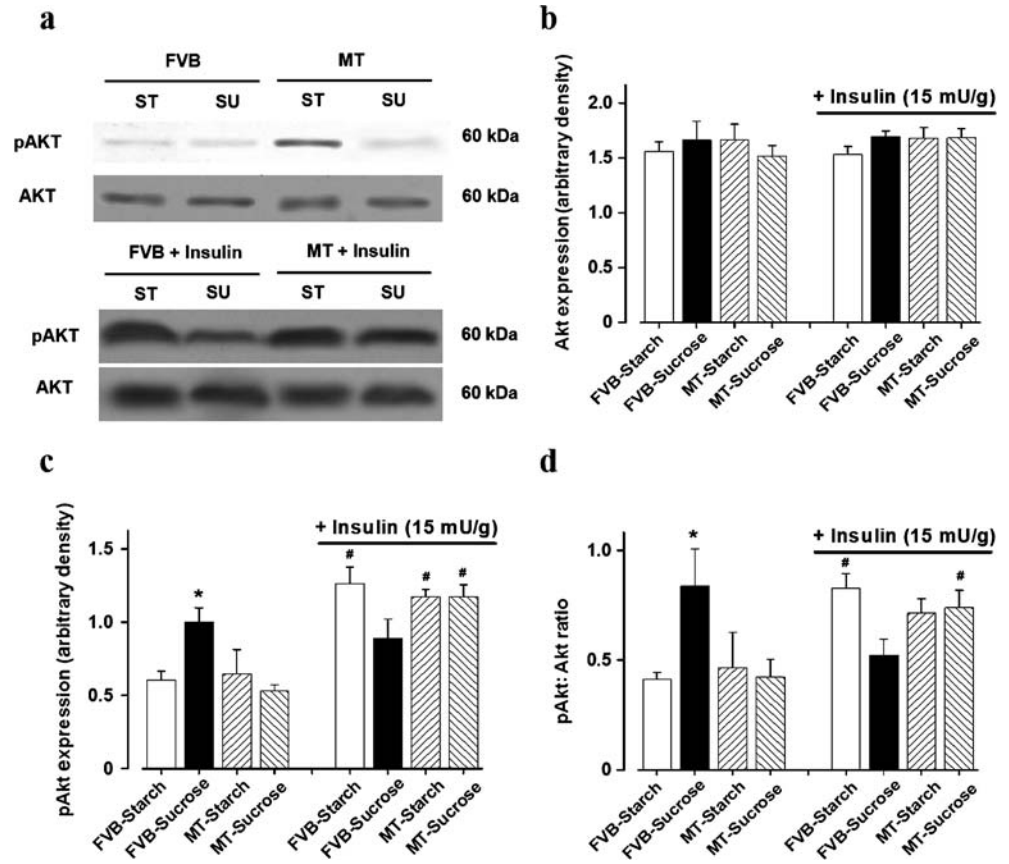 a
FVB MT
ST SU ST SU
pAKT 60 kDa
AKT 60 kDa
FVB + Insulin MT + Insulin
ST SU ST SU
pAKT 60 kDa
AKT 60 kDa
b
+ Insulin (15 mU/g)
Akt expression (arbitrary density)
2.0
1.5
1.0
0.5
0
FVB-Starch FVB-Sucrose MT-Starch MT-Sucrose FVB-Starch FVB-Sucrose MT-Starch MT-Sucrose
c
+ Insulin (15 mU/g)
pAkt expression (arbitrary density)
1.5
1.0
0.5
0
* # # #
FVB-Starch FVB-Sucrose MT-Starch MT-Sucrose FVB-Starch FVB-Sucrose MT-Starch MT-Sucrose
d
+ Insulin (15 mU/g)
pAkt: Akt ratio
1.0
0.5
0
* # #
FVB-Starch FVB-Sucrose MT-Starch MT-Sucrose FVB-Starch FVB-Sucrose MT-Starch MT-Sucrose